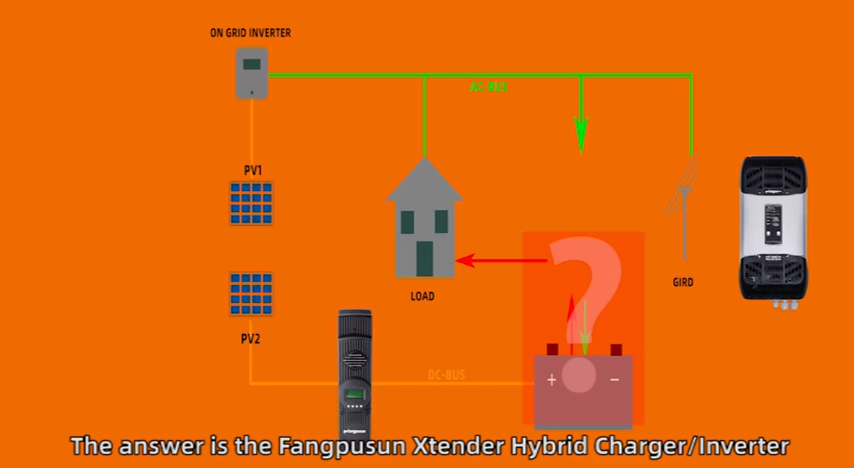 ON GRID INVERTER
AC-BUS
PV1
GIRD
LOAD
PV2
DC-BUS
?
+ −
The answer is the Fangpusun Xtender Hybrid Charger/Inverter